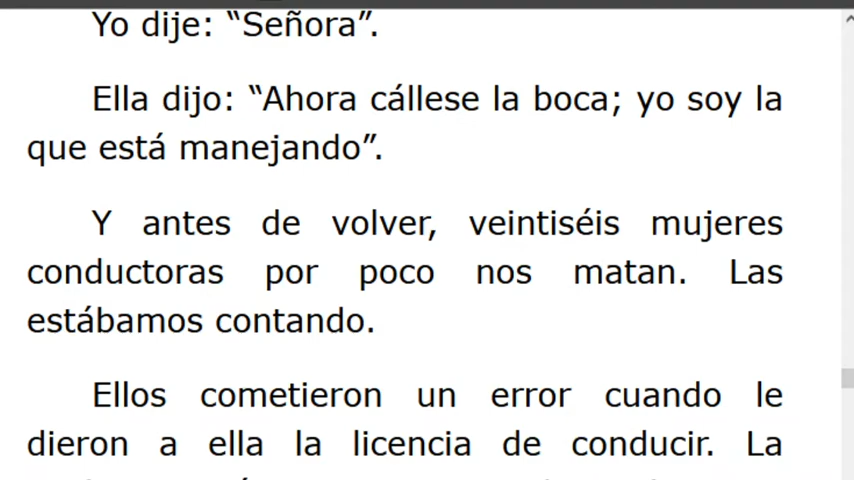 Yo dije: “Señora”.
Ella dijo: “Ahora cállese la boca; yo soy la
que está manejando”.
Y antes de volver, veintiséis mujeres
conductoras por poco nos matan. Las
estábamos contando.
Ellos cometieron un error cuando le
dieron a ella la licencia de conducir. La